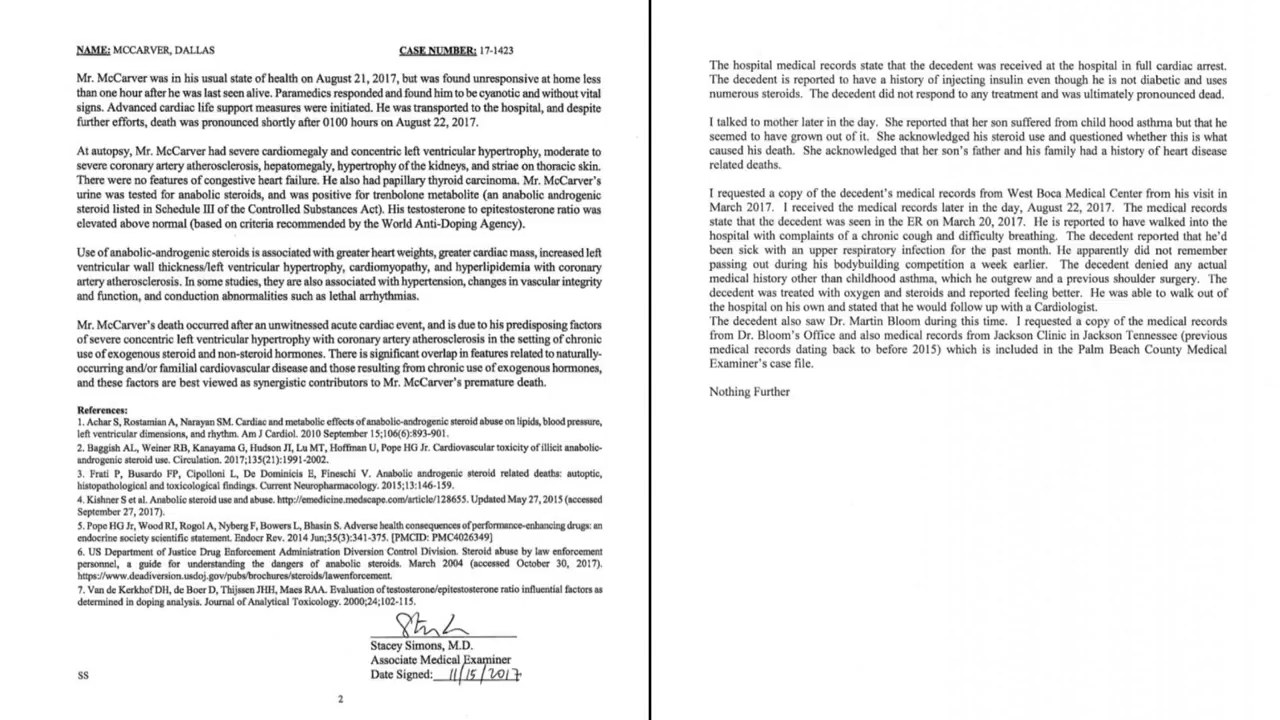 NAME: MCCARVER, DALLAS CASE NUMBER: 17-1423
Mr. McCarver was in his usual state of health on August 21, 2017, but was found unresponsive at home less
than one hour after he was last seen alive. Paramedics responded and found him to be cyanotic and without vital
signs. Advanced cardiac life support measures were initiated. He was transported to the hospital, and despite
further efforts, death was pronounced shortly after 0100 hours on August 22, 2017.
At autopsy, Mr. McCarver had severe cardiomegaly and concentric left ventricular hypertrophy, moderate to
severe coronary artery atherosclerosis, hepatomegaly, hypertrophy of the kidneys, and striae on thoracic skin.
There were no features of congestive heart failure. He also had papillary thyroid carcinoma. Mr. McCarver's
urine was tested for anabolic steroids, and was positive for trenbolone metabolite (an anabolic androgenic
steroid listed in Schedule III of the Controlled Substances Act). His testosterone to epitestosterone ratio was
elevated above normal (based on criteria recommended by the World Anti-Doping Agency).
Use of anabolic-androgenic steroids is associated with greater heart weights, greater cardiac mass, increased left
ventricular wall thickness/left ventricular hypertrophy, cardiomyopathy, and hyperlipidemia with coronary
artery atherosclerosis. In some studies, they are also associated with hypertension, changes in vascular integrity
and function, and conduction abnormalities such as lethal arrhythmias.
Mr. McCarver's death occurred after an unwitnessed acute cardiac event, and is due to his predisposing factors
of severe concentric left ventricular hypertrophy with coronary artery atherosclerosis in the setting of chronic
use of exogenous steroid and non-steroid hormones. There is significant overlap in features related to naturally-
occurring and/or familial cardiovascular disease and those resulting from chronic use of exogenous hormones,
and these factors are best viewed as synergistic contributors to Mr. McCarver's premature death.
References:
1. Achar S, Rostamian A, Narayan SM. Cardiac and metabolic effects of anabolic-androgenic steroid abuse on lipids, blood pressure,
left ventricular dimensions, and rhythm. Am J Cardiol. 2010 September 15;106(6):893-901.
2. Baggish AL, Weiner RB, Kanayama G, Hudson JI, Lu MT, Hoffman U, Pope HG Jr. Cardiovascular toxicity of illicit anabolic-
androgenic steroid use. Circulation. 2017;135(21):1991-2002.
3. Frati P, Busardo FP, Cipolloni L, De Dominicis E, Fineschi V. Anabolic androgenic steroid related deaths: autoptic,
histopathological and toxicological findings. Current Neuropharmacology. 2015;13:146-159.
4. Kishner S et al. Anabolic steroid use and abuse. http://emedicine.medscape.com/article/128655. Updated May 27, 2015 (accessed
September 27, 2017).
5. Pope HG Jr, Wood RI, Rogol A, Nyberg F, Bowers L, Bhasin S. Adverse health consequences of performance-enhancing drugs: an
endocrine society scientific statement. Endocr Rev. 2014 Jun;35(3):341-375. [PMCID: PMC4026349]
6. US Department of Justice Drug Enforcement Administration Diversion Control Division. Steroid abuse by law enforcement
personnel, a guide for understanding the dangers of anabolic steroids. March 2004 (accessed October 30, 2017).
https://www.deadiversion.usdoj.gov/pubs/brochures/steroids/lawenforcement.
7. Van de Kerkhof DH, de Boer D, Thijssen JHH, Maes RAA. Evaluation of testosterone/epitestosterone ratio influential factors as
determined in doping analysis. Journal of Analytical Toxicology. 2000;24;102-115.
Stacey Simons, M.D.
Associate Medical Examiner
Date Signed: 11/15/2017
SS
2
The hospital medical records state that the decedent was received at the hospital in full cardiac arrest.
The decedent is reported to have a history of injecting insulin even though he is not diabetic and uses
numerous steroids. The decedent did not respond to any treatment and was ultimately pronounced dead.
I talked to mother later in the day. She reported that her son suffered from child hood asthma but that he
seemed to have grown out of it. She acknowledged his steroid use and questioned whether this is what
caused his death. She acknowledged that her son's father and his family had a history of heart disease
related deaths.
I requested a copy of the decedent's medical records from West Boca Medical Center from his visit in
March 2017. I received the medical records later in the day, August 22, 2017. The medical records
state that the decedent was seen in the ER on March 20, 2017. He is reported to have walked into the
hospital with complaints of a chronic cough and difficulty breathing. The decedent reported that he'd
been sick with an upper respiratory infection for the past month. He apparently did not remember
passing out during his bodybuilding competition a week earlier. The decedent denied any actual
medical history other than childhood asthma, which he outgrew and a previous shoulder surgery. The
decedent was treated with oxygen and steroids and reported feeling better. He was able to walk out of
the hospital on his own and stated that he would follow up with a Cardiologist.
The decedent also saw Dr. Martin Bloom during this time. I requested a copy of the medical records
from Dr. Bloom's Office and also medical records from Jackson Clinic in Jackson Tennessee (previous
medical records dating back to before 2015) which is included in the Palm Beach County Medical
Examiner's case file.
Nothing Further